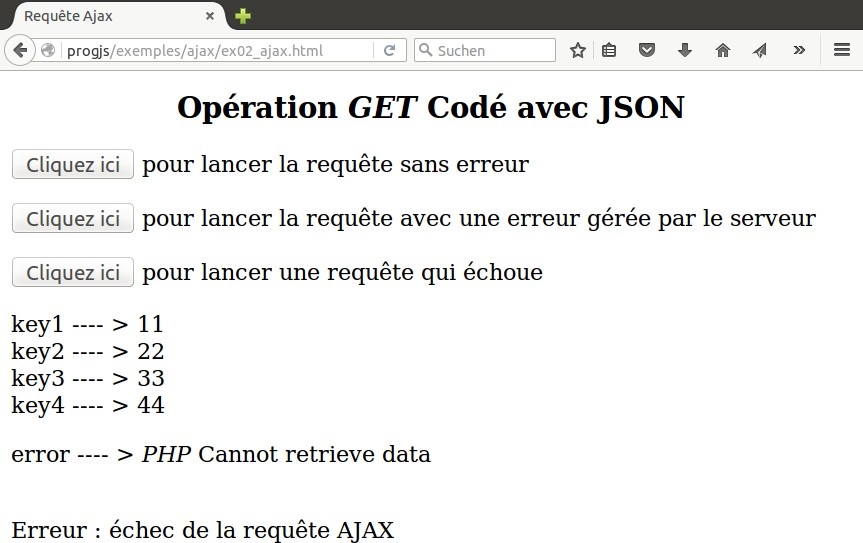 Requête Ajax
progjs/exemples/ajax/ex02_ajax.html
Suchen
Opération GET Codé avec JSON
Cliquez ici pour lancer la requête sans erreur
Cliquez ici pour lancer la requête avec une erreur gérée par le serveur
Cliquez ici pour lancer une requête qui échoue
key1 ---- > 11
key2 ---- > 22
key3 ---- > 33
key4 ---- > 44
error ---- > PHP Cannot retrieve data
Erreur : échec de la requête AJAX